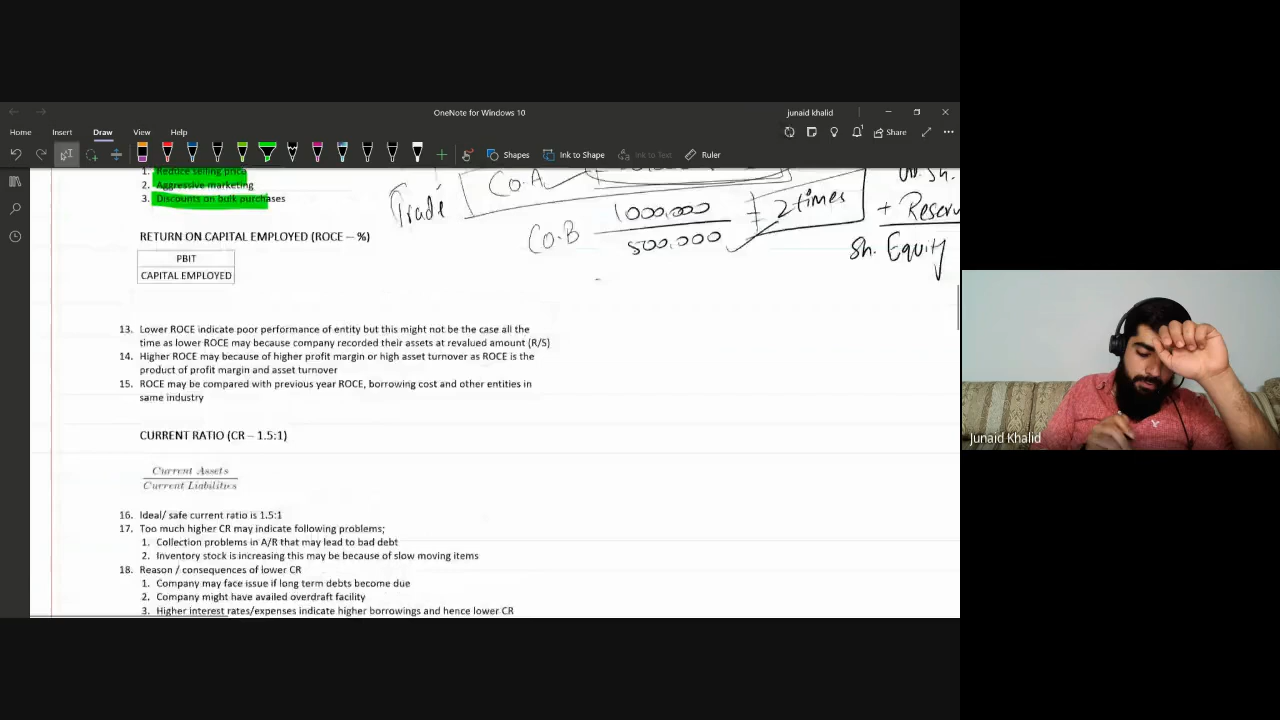 OneNote for Windows 10
junaid khalid
Home Insert Draw View Help
Share
Shapes Ink to Shape Ink to Text Ruler
1. Reduce selling price
2. Aggressive marketing
3. Discounts on bulk purchases
Co.A
Trade
Co.B 1000.000 = 2 times
500.000
+ Reserv
Sh. Equity
RETURN ON CAPITAL EMPLOYED (ROCE – %)
PBIT
CAPITAL EMPLOYED
13. Lower ROCE indicate poor performance of entity but this might not be the case all the
time as lower ROCE may because company recorded their assets at revalued amount (R/S)
14. Higher ROCE may because of higher profit margin or high asset turnover as ROCE is the
product of profit margin and asset turnover
15. ROCE may be compared with previous year ROCE, borrowing cost and other entities in
same industry
CURRENT RATIO (CR – 1.5:1)
Current Assets
Current Liabilities
16. Ideal/ safe current ratio is 1.5:1
17. Too much higher CR may indicate following problems;
1. Collection problems in A/R that may lead to bad debt
2. Inventory stock is increasing this may be because of slow moving items
18. Reason / consequences of lower CR
1. Company may face issue if long term debts become due
2. Company might have availed overdraft facility
3. Higher interest rates/expenses indicate higher borrowings and hence lower CR
Junaid Khalid